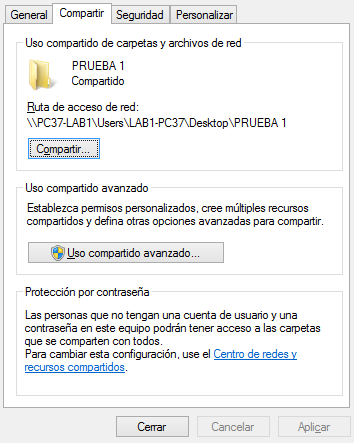 General Compartir Seguridad Personalizar
Uso compartido de carpetas y archivos de red
PRUEBA 1
Compartido
Ruta de acceso de red:
\\PC37-LAB1\Users\LAB1-PC37\Desktop\PRUEBA 1
Compartir...
Uso compartido avanzado
Establezca permisos personalizados, cree múltiples recursos
compartidos y defina otras opciones avanzadas para compartir.
Uso compartido avanzado...
Protección por contraseña
Las personas que no tengan una cuenta de usuario y una
contraseña en este equipo podrán tener acceso a las carpetas
que se comparten con todos.
Para cambiar esta configuración, use el Centro de redes y
recursos compartidos.
Cerrar Cancelar Aplicar